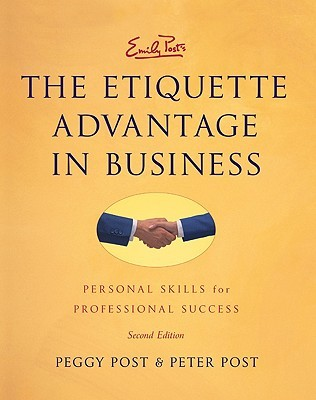 Emily Post's
THE ETIQUETTE
ADVANTAGE
IN BUSINESS
PERSONAL SKILLS for
PROFESSIONAL SUCCESS
Second Edition
PEGGY POST & PETER POST